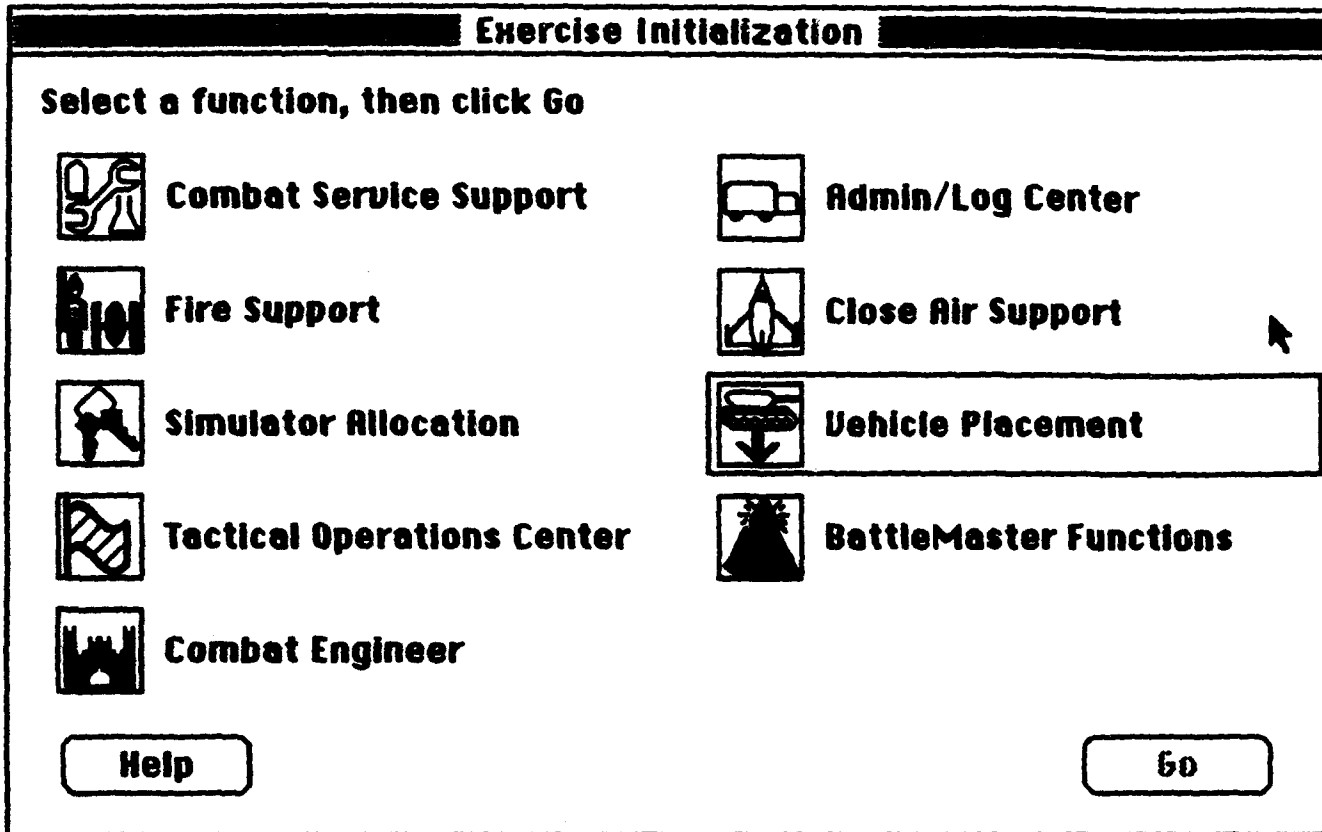 Exercise Initialization
Select a function, then click Go
Combat Service Support
Admin/Log Center
Fire Support
Close Air Support
Simulator Allocation
Vehicle Placement
Tactical Operations Center
BattleMaster Functions
Combat Engineer
Help
Go